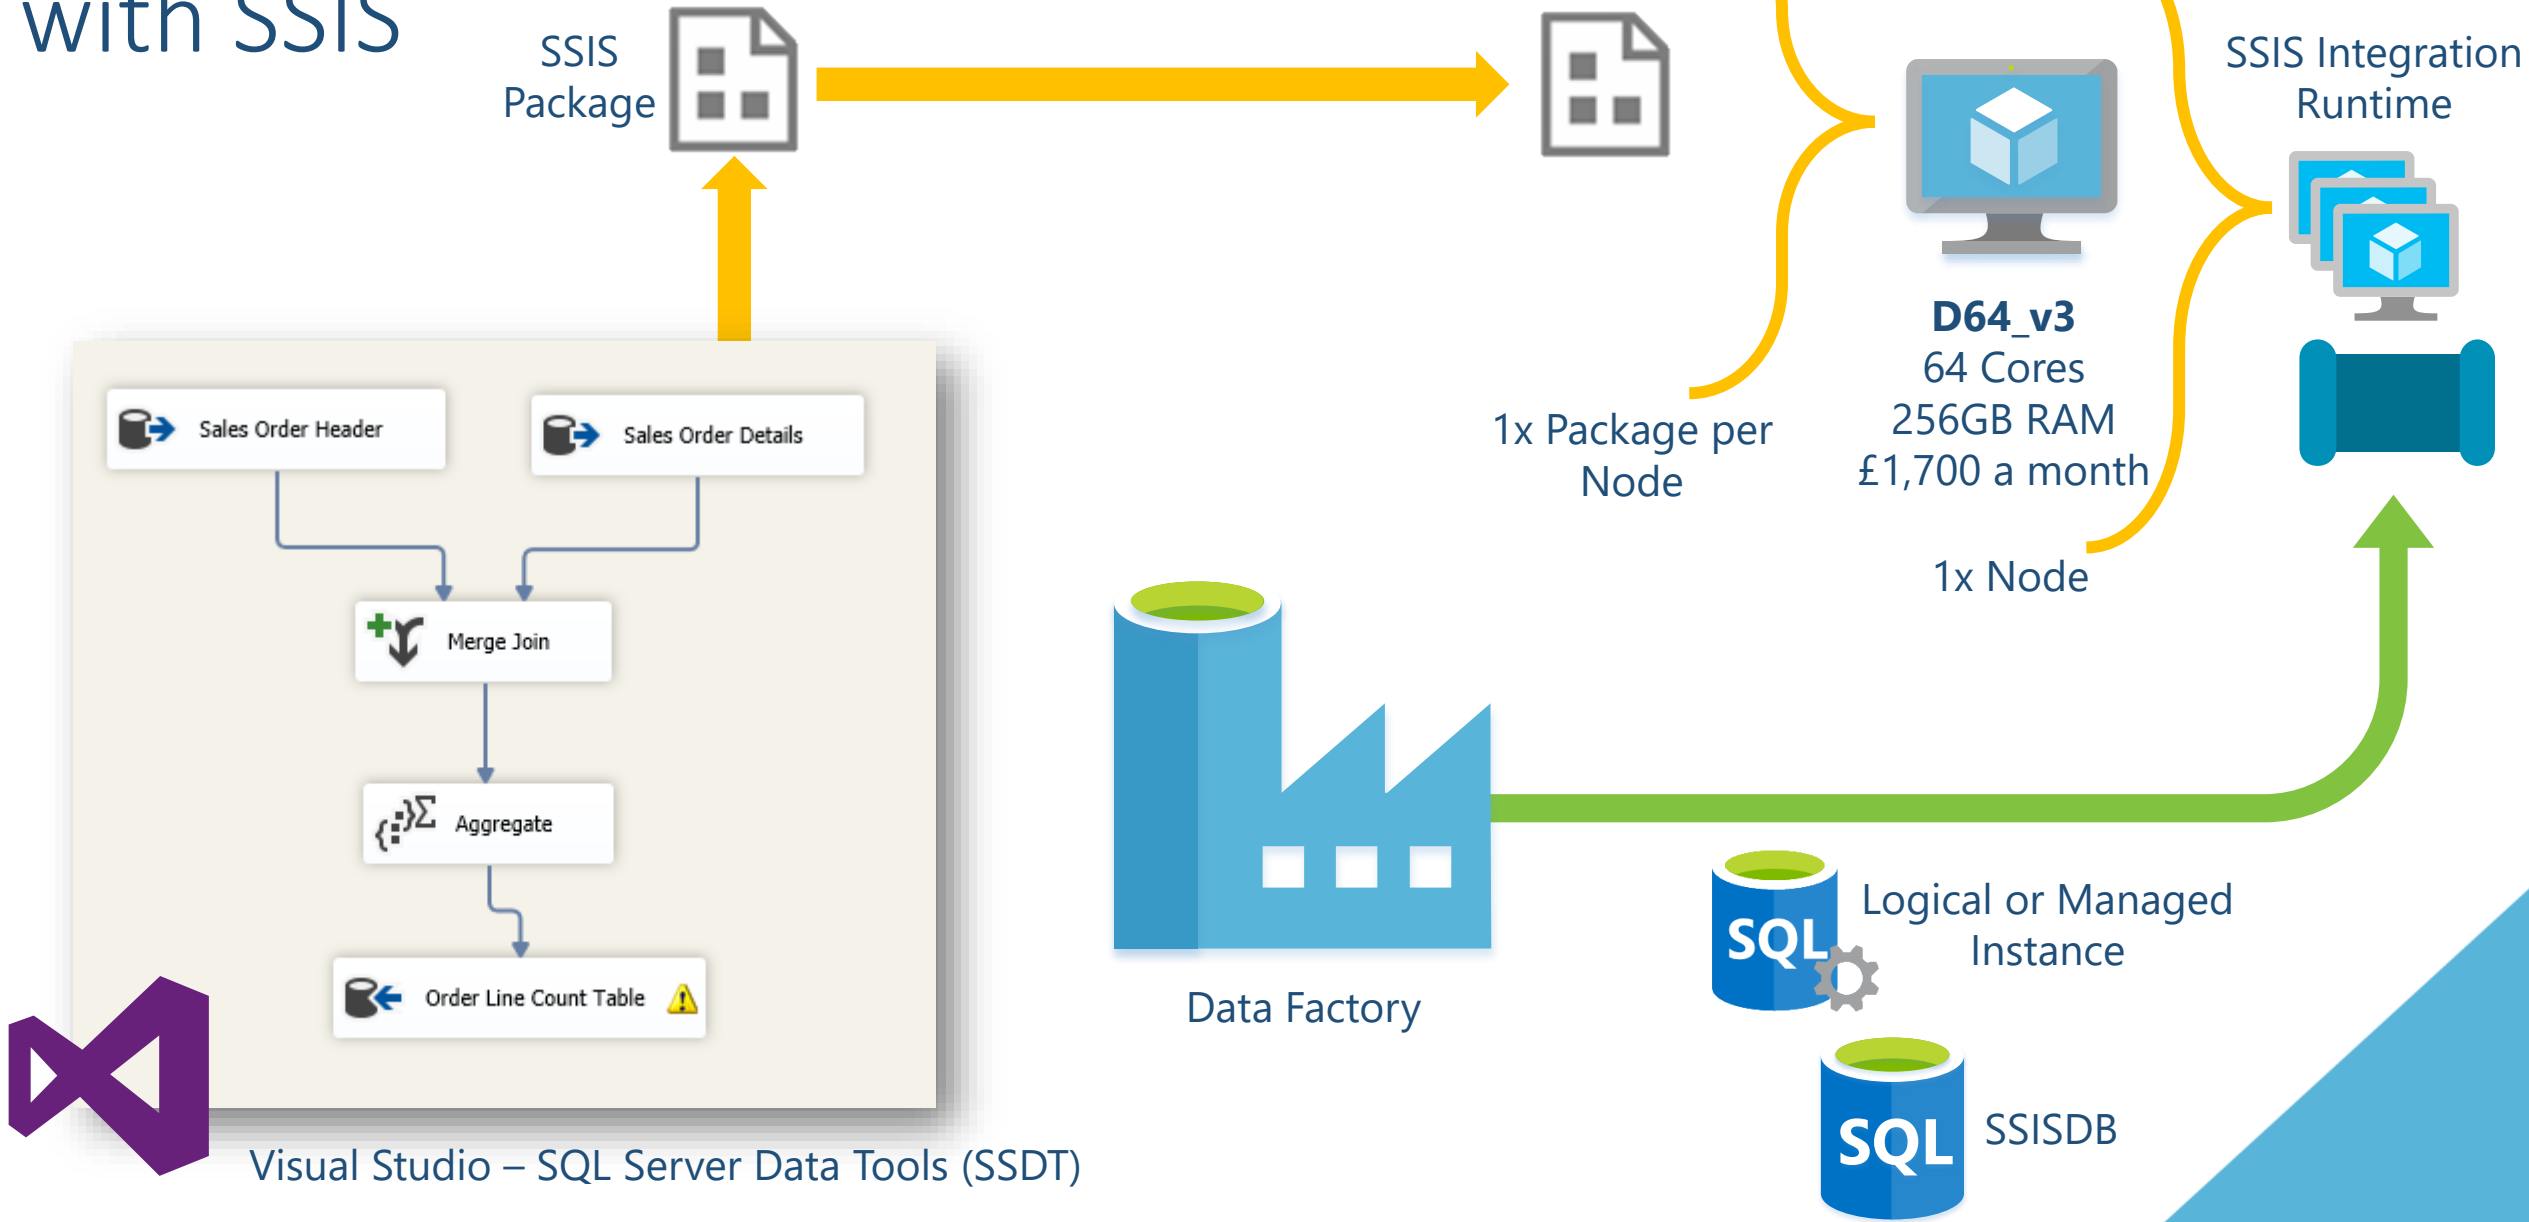 with SSIS
SSIS
Package
SSIS Integration
Runtime
D64_v3
64 Cores
256GB RAM
£1,700 a month
1x Package per
Node
1x Node
Sales Order Header
Sales Order Details
Merge Join
Aggregate
Order Line Count Table
Visual Studio – SQL Server Data Tools (SSDT)
Data Factory
SQL
Logical or Managed
Instance
SQL
SSISDB